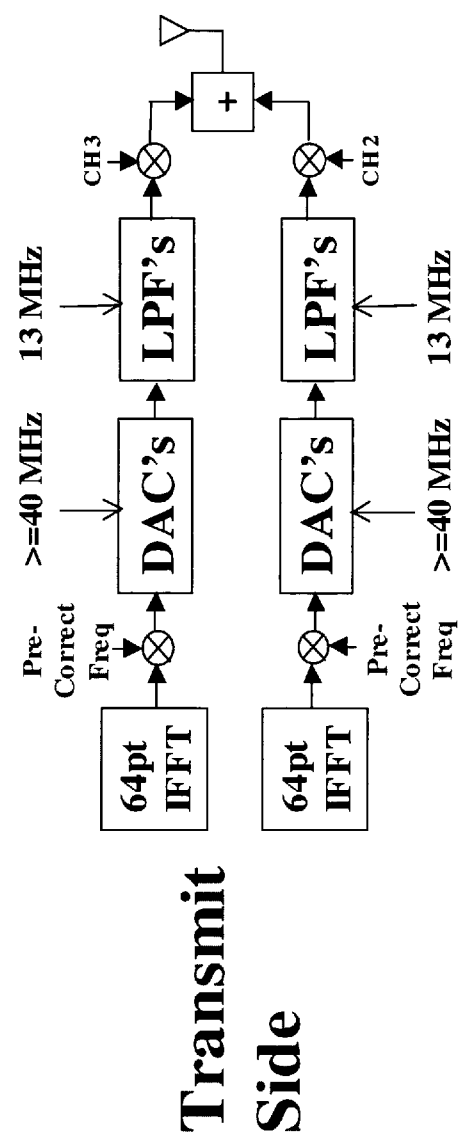 Transmit
Side
64pt
IFFT
Pre-
Correct
Freq
>=40 MHz
DAC's
13 MHz
LPF's
CH3
+
64pt
IFFT
Pre-
Correct
Freq
>=40 MHz
DAC's
13 MHz
LPF's
CH2